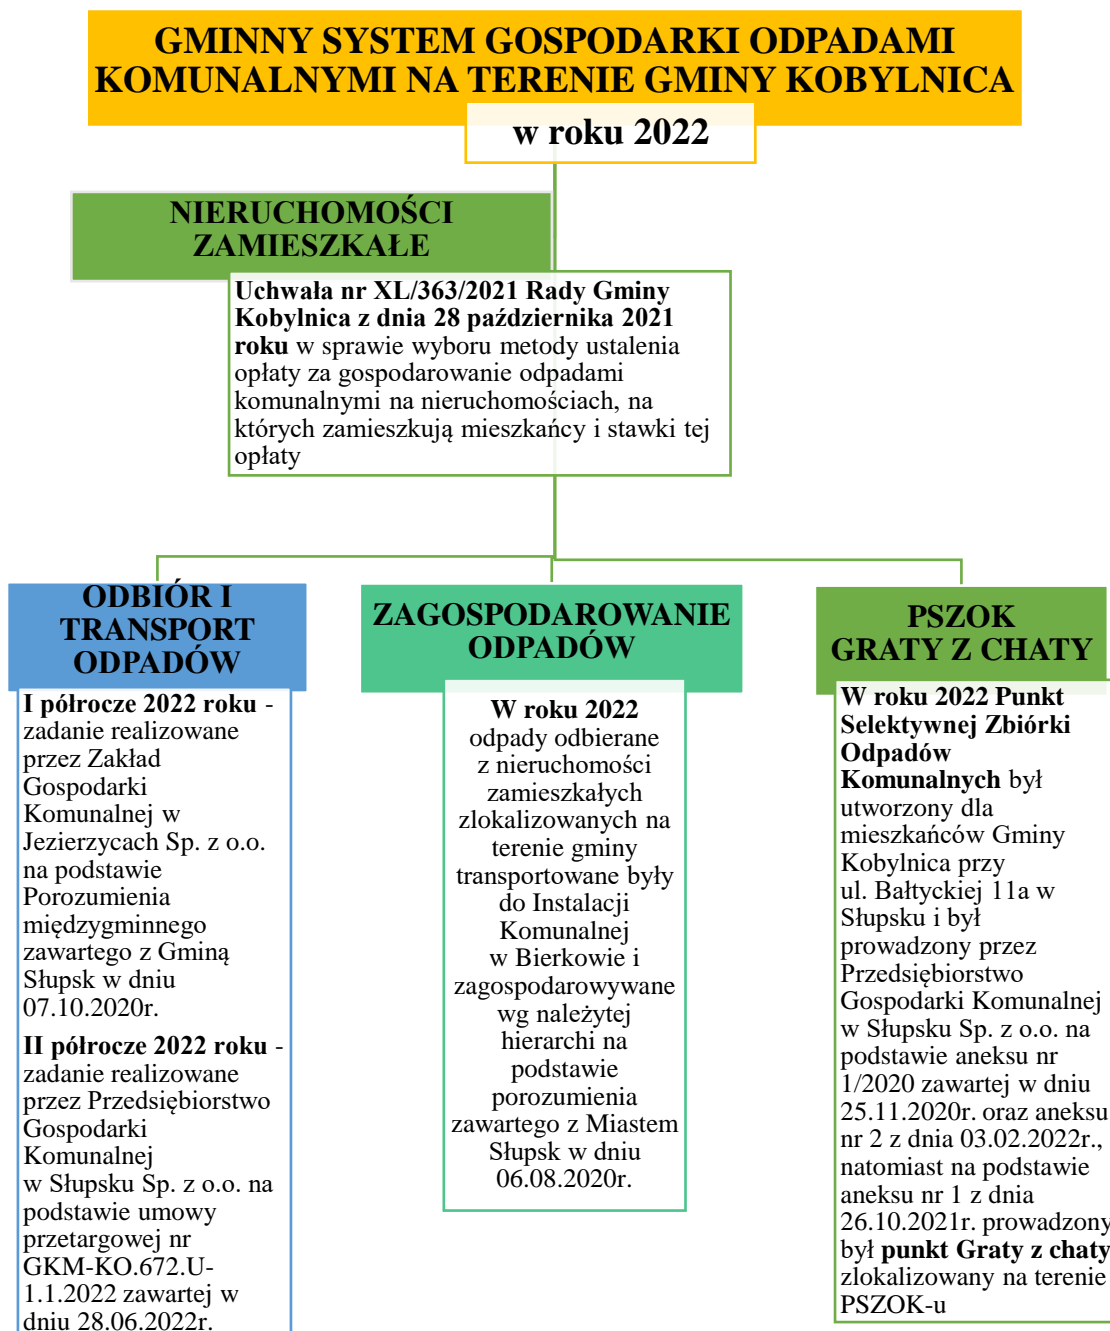 GMINNY SYSTEM GOSPODARKI ODPADAMI
KOMUNALNYMI NA TERENIE GMINY KOBYLNICA
w roku 2022
NIERUCHOMOŚCI
ZAMIESZKAŁE
Uchwała nr XL/363/2021 Rady Gminy
Kobylnica z dnia 28 października 2021
roku w sprawie wyboru metody ustalenia
opłaty za gospodarowanie odpadami
komunalnymi na nieruchomościach, na
których zamieszkują mieszkańcy i stawki tej
opłaty
ODBIÓR I
TRANSPORT
ODPADÓW
I półrocze 2022 roku -
zadanie realizowane
przez Zakład
Gospodarki
Komunalnej w
Jezierzycach Sp. z o.o.
na podstawie
Porozumienia
międzygminnego
zawartego z Gminą
Słupsk w dniu
07.10.2020r.
II półrocze 2022 roku -
zadanie realizowane
przez Przedsiębiorstwo
Gospodarki
Komunalnej
w Słupsku Sp. z o.o. na
podstawie umowy
przetargowej nr
GKM-KO.672.U-
1.1.2022 zawartej w
dniu 28.06.2022r.
ZAGOSPODAROWANIE
ODPADÓW
W roku 2022
odpady odbierane
z nieruchomości
zamieszkałych
zlokalizowanych na
terenie gminy
transportowane były
do Instalacji
Komunalnej
w Bierkowie i
zagospodarowywane
wg należytej
hierarchi na
podstawie
porozumienia
zawartego z Miastem
Słupsk w dniu
06.08.2020r.
PSZOK
GRATY Z CHATY
W roku 2022 Punkt
Selektywnej Zbiórki
Odpadów
Komunalnych był
utworzony dla
mieszkańców Gminy
Kobylnica przy
ul. Bałtyckiej 11a w
Słupsku i był
prowadzony przez
Przedsiębiorstwo
Gospodarki Komunalnej
w Słupsku Sp. z o.o. na
podstawie aneksu nr
1/2020 zawartej w dniu
25.11.2020r. oraz aneksu
nr 2 z dnia 03.02.2022r.,
natomiast na podstawie
aneksu nr 1 z dnia
26.10.2021r. prowadzony
był punkt Graty z chaty
zlokalizowany na terenie
PSZOK-u